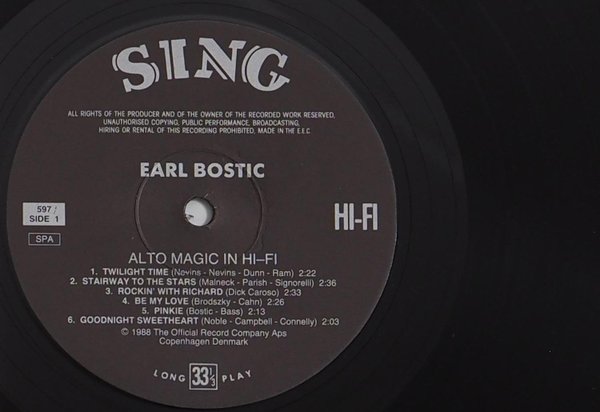 SING
ALL RIGHTS OF THE PRODUCER AND OF THE OWNER OF THE RECORDED WORK RESERVED,
UNAUTHORISED COPYING, PUBLIC PERFORMANCE, BROADCASTING,
HIRING OR RENTAL OF THIS RECORDING PROHIBITED, MADE IN THE E.E.C
EARL BOSTIC
597
SIDE 1
SPA
HI-FI
ALTO MAGIC IN HI-FI
1. TWILIGHT TIME (Nevins - Nevins - Dunn - Ram) 2:22
2. STAIRWAY TO THE STARS (Malneck - Parish - Signorelli) 2:36
3. ROCKIN' WITH RICHARD (Dick Caroso) 2:33
4. BE MY LOVE (Brodszky - Cahn) 2:26
5. PINKIE (Bostic - Bass) 2:13
6. GOODNIGHT SWEETHEART (Noble - Campbell - Connelly) 2:03
© 1988 The Official Record Company Aps
Copenhagen Denmark
LONG 33 1/3 PLAY